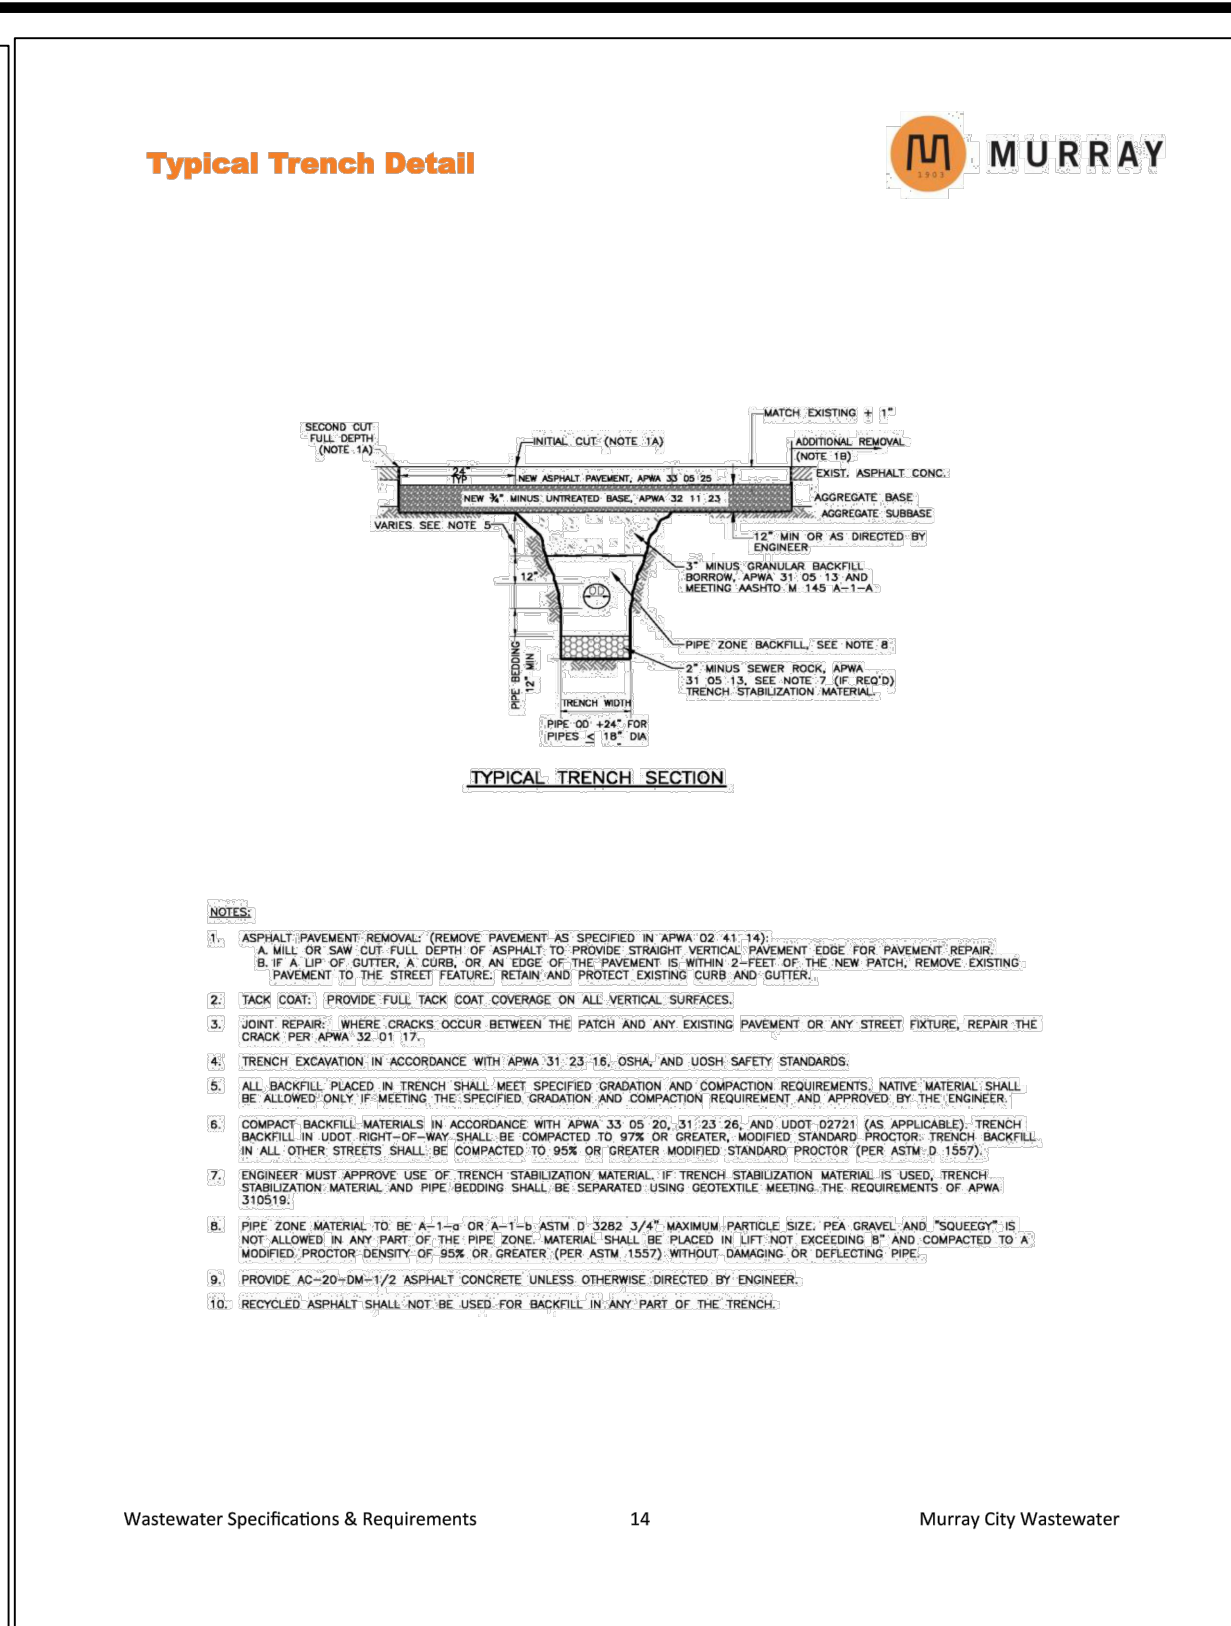 Typical Trench Detail
M
1903
MURRAY
MATCH EXISTING ± 1"
SECOND CUT
FULL DEPTH
(NOTE 1A)
INITIAL CUT (NOTE 1A)
ADDITIONAL REMOVAL
(NOTE 1B)
24"
TYP
NEW ASPHALT PAVEMENT, APWA 33 05 25
EXIST. ASPHALT CONC.
NEW ¾" MINUS UNTREATED BASE, APWA 32 11 23
AGGREGATE BASE
AGGREGATE SUBBASE
VARIES SEE NOTE 5
12" MIN OR AS DIRECTED BY
ENGINEER
3" MINUS GRANULAR BACKFILL
BORROW, APWA 31 05 13 AND
MEETING AASHTO M 145 A-1-A
12"
OD
PIPE ZONE BACKFILL, SEE NOTE 8
PIPE BEDDING
12" MIN
2" MINUS SEWER ROCK, APWA
31 05 13, SEE NOTE 7 (IF REQ'D)
TRENCH STABILIZATION MATERIAL.
TRENCH WIDTH
PIPE OD +24" FOR
PIPES ≤ 18" DIA
TYPICAL TRENCH SECTION
NOTES:
1. ASPHALT PAVEMENT REMOVAL: (REMOVE PAVEMENT AS SPECIFIED IN APWA 02 41 14):
A. MILL OR SAW CUT FULL DEPTH OF ASPHALT TO PROVIDE STRAIGHT VERTICAL PAVEMENT EDGE FOR PAVEMENT REPAIR.
B. IF A LIP OF GUTTER, A CURB, OR AN EDGE OF THE PAVEMENT IS WITHIN 2-FEET OF THE NEW PATCH, REMOVE EXISTING
PAVEMENT TO THE STREET FEATURE. RETAIN AND PROTECT EXISTING CURB AND GUTTER.
2. TACK COAT: PROVIDE FULL TACK COAT COVERAGE ON ALL VERTICAL SURFACES.
3. JOINT REPAIR: WHERE CRACKS OCCUR BETWEEN THE PATCH AND ANY EXISTING PAVEMENT OR ANY STREET FIXTURE, REPAIR THE
CRACK PER APWA 32 01 17.
4. TRENCH EXCAVATION IN ACCORDANCE WITH APWA 31 23 16, OSHA, AND UOSH SAFETY STANDARDS.
5. ALL BACKFILL PLACED IN TRENCH SHALL MEET SPECIFIED GRADATION AND COMPACTION REQUIREMENTS. NATIVE MATERIAL SHALL
BE ALLOWED ONLY IF MEETING THE SPECIFIED GRADATION AND COMPACTION REQUIREMENT AND APPROVED BY THE ENGINEER.
6. COMPACT BACKFILL MATERIALS IN ACCORDANCE WITH APWA 33 05 20, 31 23 26, AND UDOT 02721 (AS APPLICABLE). TRENCH
BACKFILL IN UDOT RIGHT-OF-WAY SHALL BE COMPACTED TO 97% OR GREATER, MODIFIED STANDARD PROCTOR. TRENCH BACKFILL
IN ALL OTHER STREETS SHALL BE COMPACTED TO 95% OR GREATER MODIFIED STANDARD PROCTOR (PER ASTM D 1557).
7. ENGINEER MUST APPROVE USE OF TRENCH STABILIZATION MATERIAL. IF TRENCH STABILIZATION MATERIAL IS USED, TRENCH
STABILIZATION MATERIAL AND PIPE BEDDING SHALL BE SEPARATED USING GEOTEXTILE MEETING THE REQUIREMENTS OF APWA
310519.
8. PIPE ZONE MATERIAL TO BE A-1-a OR A-1-b ASTM D 3282 3/4" MAXIMUM PARTICLE SIZE. PEA GRAVEL AND "SQUEEGY" IS
NOT ALLOWED IN ANY PART OF THE PIPE ZONE. MATERIAL SHALL BE PLACED IN LIFT NOT EXCEEDING 8" AND COMPACTED TO A
MODIFIED PROCTOR DENSITY OF 95% OR GREATER (PER ASTM 1557) WITHOUT DAMAGING OR DEFLECTING PIPE.
9. PROVIDE AC-20-DM-1/2 ASPHALT CONCRETE UNLESS OTHERWISE DIRECTED BY ENGINEER.
10. RECYCLED ASPHALT SHALL NOT BE USED FOR BACKFILL IN ANY PART OF THE TRENCH.
Wastewater Specifications & Requirements 14 Murray City Wastewater